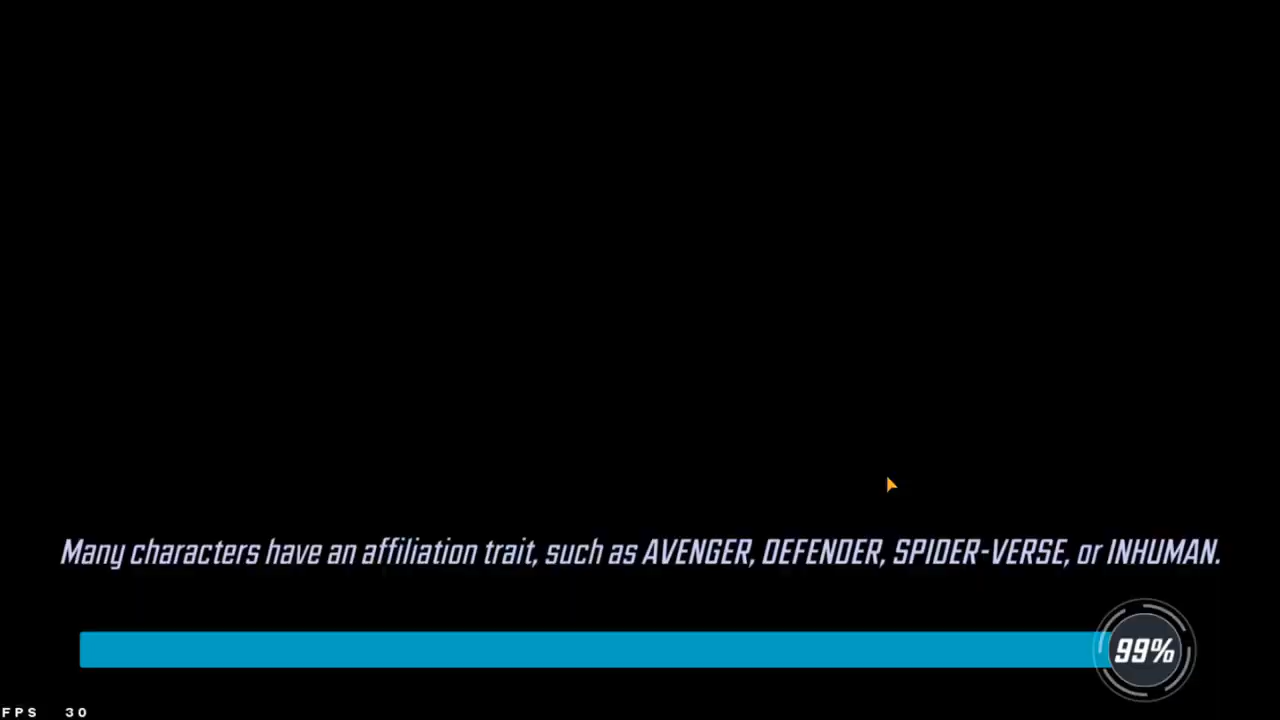 Many characters have an affiliation trait, such as AVENGER, DEFENDER, SPIDER-VERSE, or INHUMAN.
99%
FPS 30